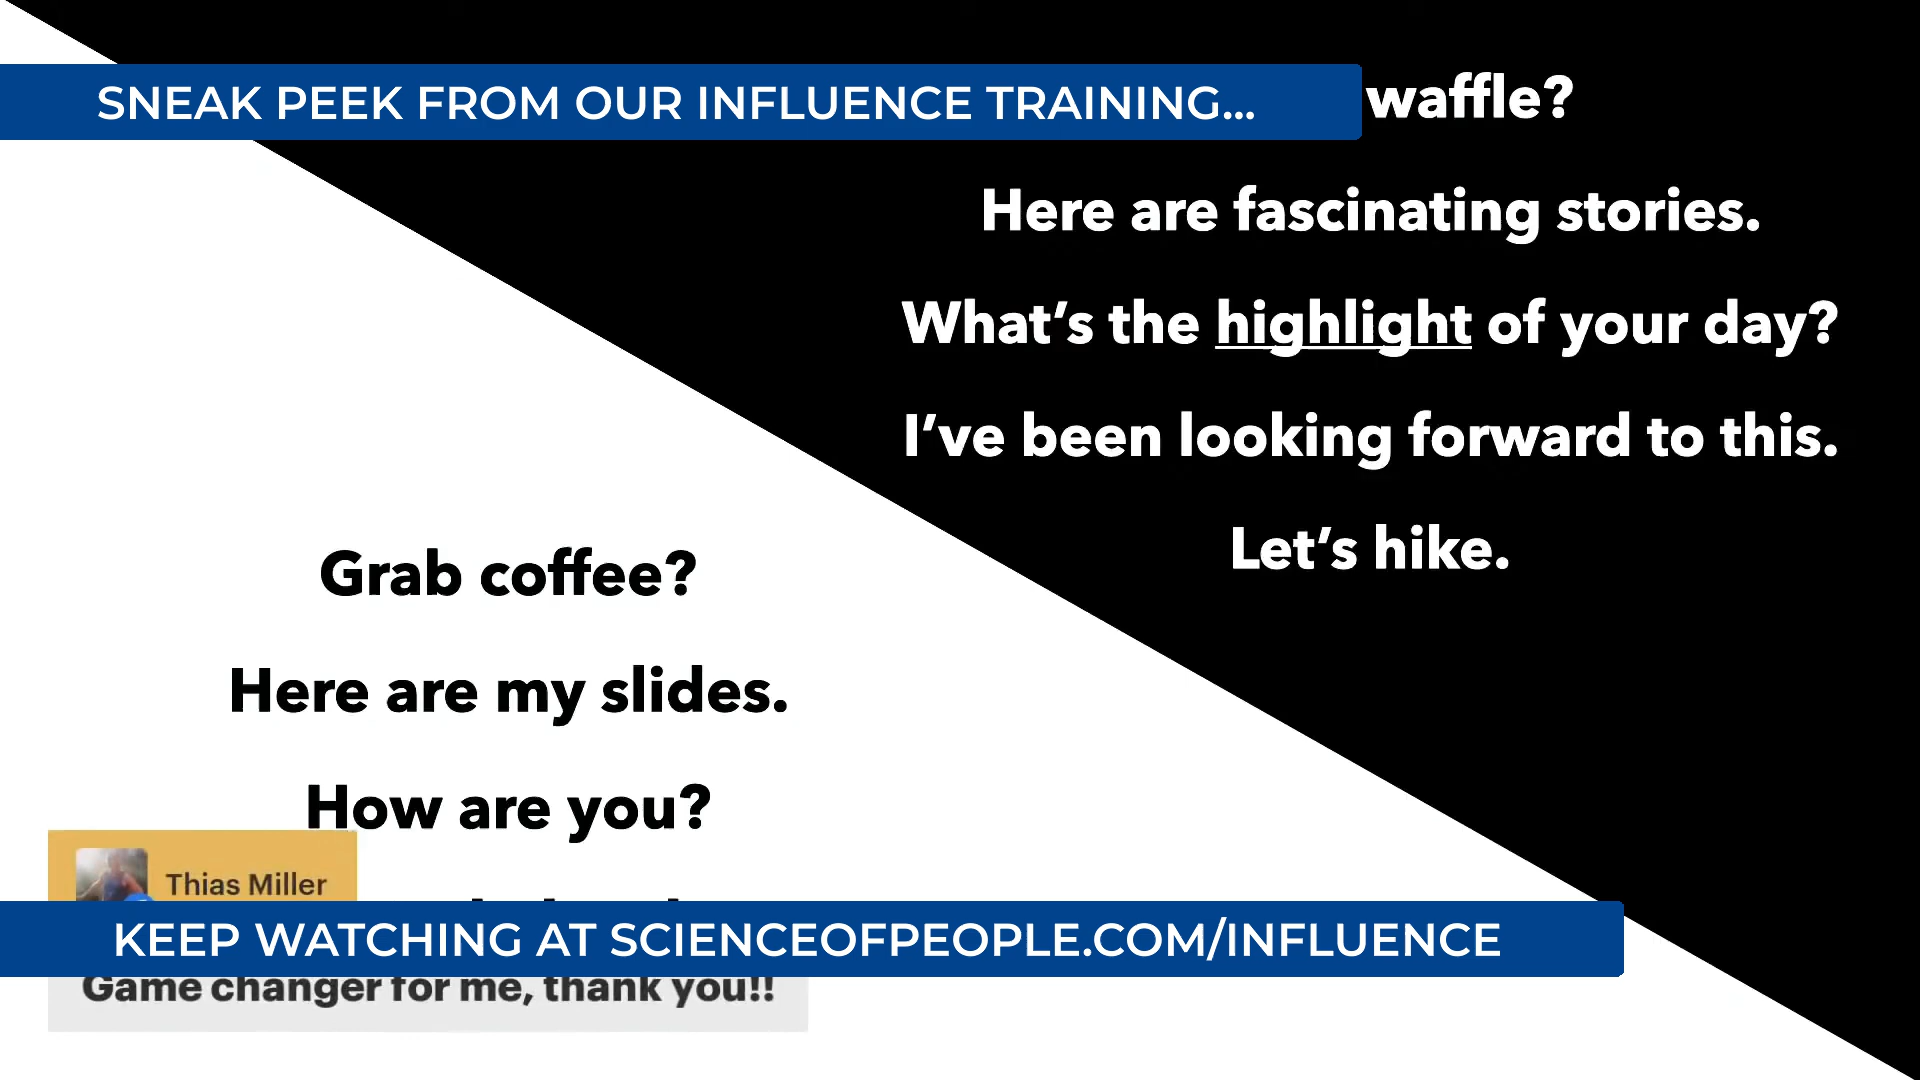 SNEAK PEEK FROM OUR INFLUENCE TRAINING...
waffle?
Here are fascinating stories.
What's the highlight of your day?
I've been looking forward to this.
Let's hike.
Grab coffee?
Here are my slides.
How are you?
Thias Miller
KEEP WATCHING AT SCIENCEOFPEOPLE.COM/INFLUENCE
Game changer for me, thank you!!